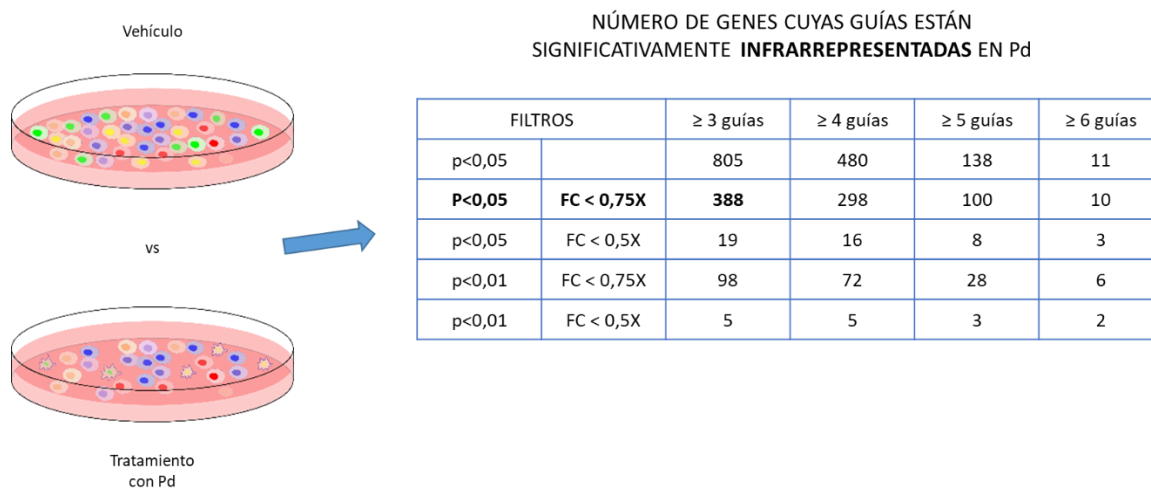 Vehículo
vs
Tratamiento
con Pd
NÚMERO DE GENES CUYAS GUÍAS ESTÁN
SIGNIFICATIVAMENTE INFRARREPRESENTADAS EN Pd
FILTROS ≥ 3 guías ≥ 4 guías ≥ 5 guías ≥ 6 guías
p<0,05 805 480 138 11
P<0,05 FC < 0,75X 388 298 100 10
p<0,05 FC < 0,5X 19 16 8 3
p<0,01 FC < 0,75X 98 72 28 6
p<0,01 FC < 0,5X 5 5 3 2